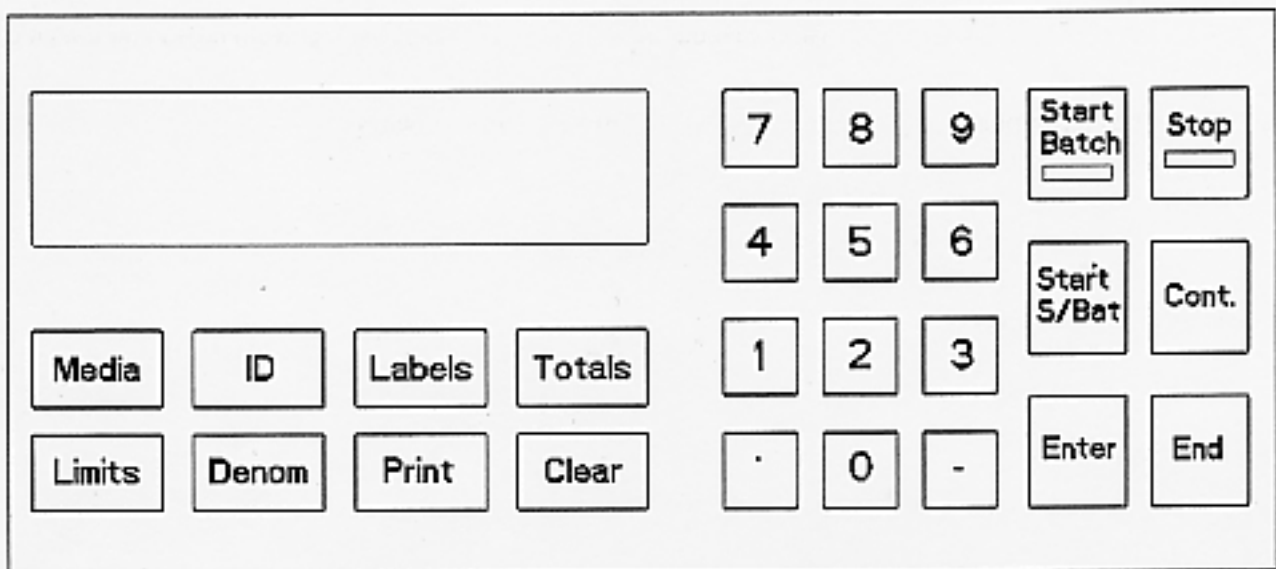 7 8 9 Start Batch Stop
4 5 6 Start S/Bat Cont.
Media ID Labels Totals
1 2 3
Limits Denom Print Clear
. 0 - Enter End